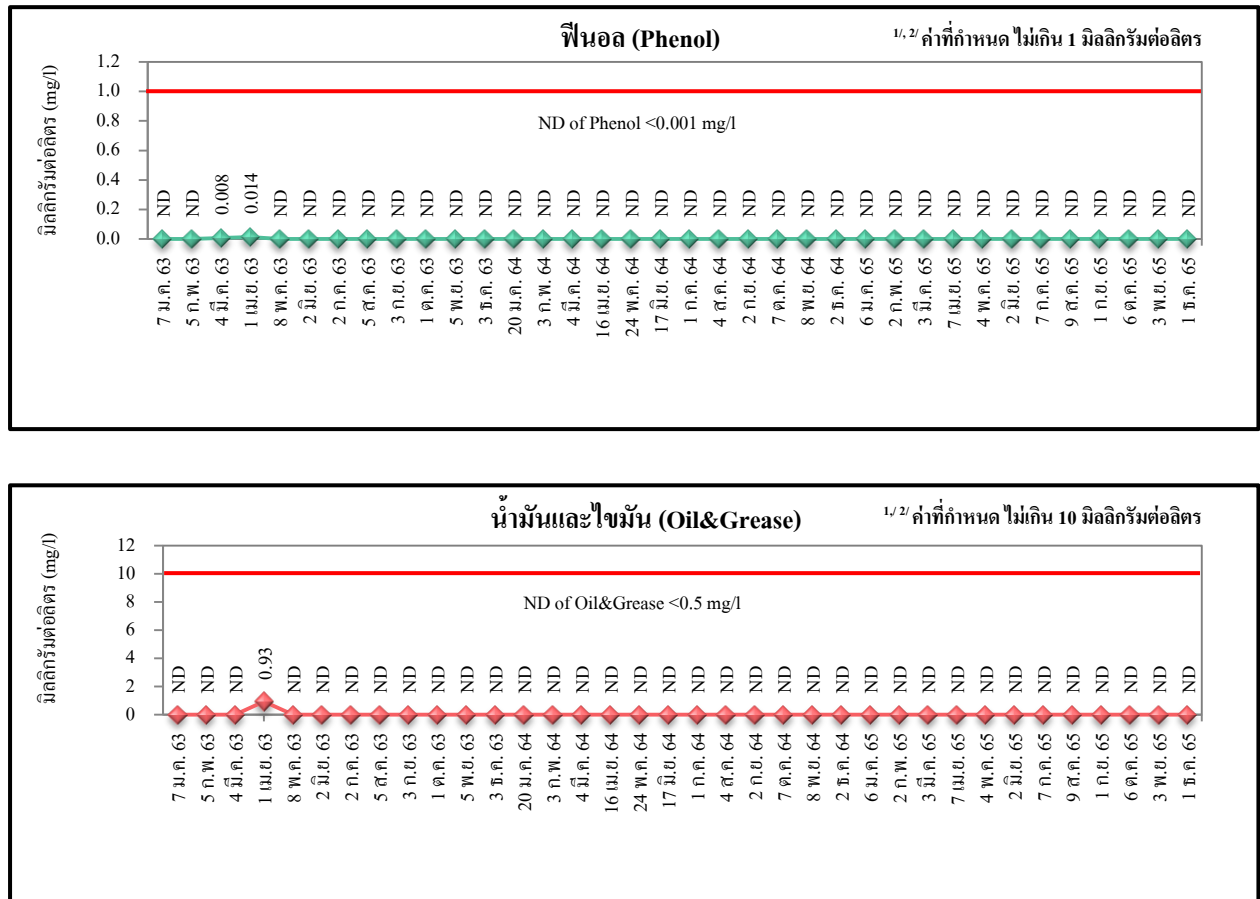 ฟีนอล (Phenol)
1/, 2/ ค่าที่กำหนด ไม่เกิน 1 มิลลิกรัมต่อลิตร
มิลลิกรัมต่อลิตร (mg/l)
1.2
1.0
0.8
0.6
0.4
0.2
0.0
ND of Phenol <0.001 mg/l
ND ND 0.008 0.014 ND ND ND ND ND ND ND ND ND ND ND ND ND ND ND ND ND ND ND ND ND ND ND ND ND ND ND ND ND ND ND ND
7 ม.ค. 63
5 ก.พ. 63
4 มี.ค. 63
1 เม.ย. 63
8 พ.ค. 63
2 มิ.ย. 63
2 ก.ค. 63
5 ส.ค. 63
3 ก.ย. 63
1 ต.ค. 63
5 พ.ย. 63
3 ธ.ค. 63
20 ม.ค. 64
3 ก.พ. 64
4 มี.ค. 64
16 เม.ย. 64
24 พ.ค. 64
17 มิ.ย. 64
1 ก.ค. 64
4 ส.ค. 64
2 ก.ย. 64
7 ต.ค. 64
8 พ.ย. 64
2 ธ.ค. 64
6 ม.ค. 65
2 ก.พ. 65
3 มี.ค. 65
7 เม.ย. 65
4 พ.ค. 65
2 มิ.ย. 65
7 ก.ค. 65
9 ส.ค. 65
1 ก.ย. 65
6 ต.ค. 65
3 พ.ย. 65
1 ธ.ค. 65
น้ำมันและไขมัน (Oil&Grease)
1,/ 2/ ค่าที่กำหนด ไม่เกิน 10 มิลลิกรัมต่อลิตร
มิลลิกรัมต่อลิตร (mg/l)
12
10
8
6
4
2
0
ND of Oil&Grease <0.5 mg/l
ND ND ND 0.93 ND ND ND ND ND ND ND ND ND ND ND ND ND ND ND ND ND ND ND ND ND ND ND ND ND ND ND ND ND ND ND ND
7 ม.ค. 63
5 ก.พ. 63
4 มี.ค. 63
1 เม.ย. 63
8 พ.ค. 63
2 มิ.ย. 63
2 ก.ค. 63
5 ส.ค. 63
3 ก.ย. 63
1 ต.ค. 63
5 พ.ย. 63
3 ธ.ค. 63
20 ม.ค. 64
3 ก.พ. 64
4 มี.ค. 64
16 เม.ย. 64
24 พ.ค. 64
17 มิ.ย. 64
1 ก.ค. 64
4 ส.ค. 64
2 ก.ย. 64
7 ต.ค. 64
8 พ.ย. 64
2 ธ.ค. 64
6 ม.ค. 65
2 ก.พ. 65
3 มี.ค. 65
7 เม.ย. 65
4 พ.ค. 65
2 มิ.ย. 65
7 ก.ค. 65
9 ส.ค. 65
1 ก.ย. 65
6 ต.ค. 65
3 พ.ย. 65
1 ธ.ค. 65